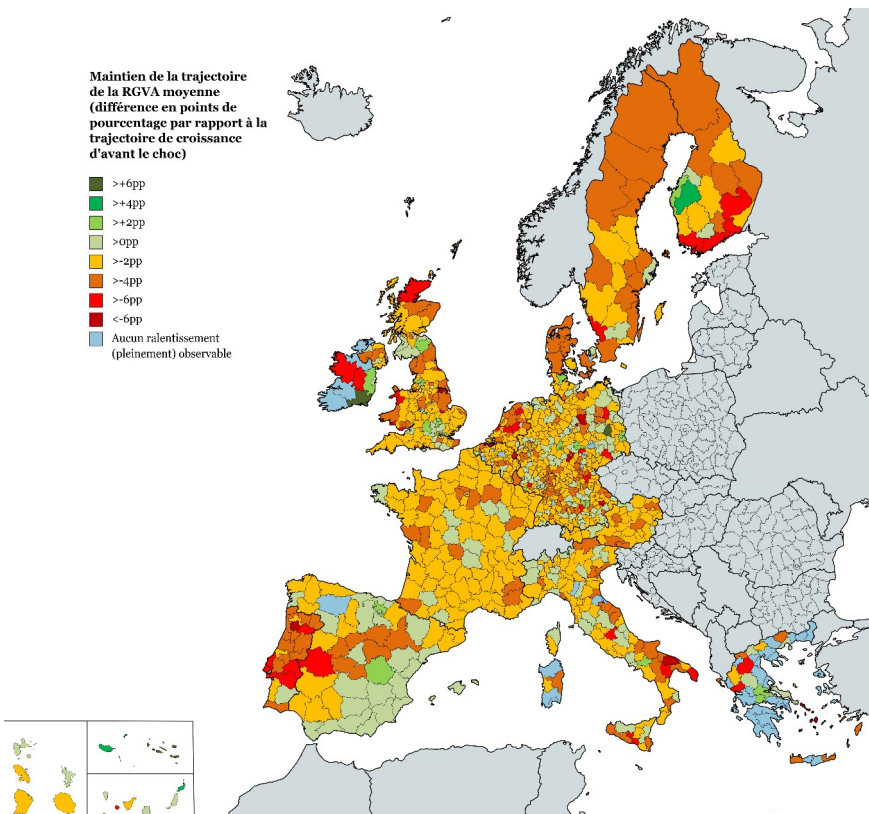 Maintien de la trajectoire
de la RGVA moyenne
(différence en points de
pourcentage par rapport à la
trajectoire de croissance
d'avant le choc)
>+6pp
>+4pp
>+2pp
>0pp
>-2pp
>-4pp
>-6pp
<-6pp
Aucun ralentissement
(pleinement) observable